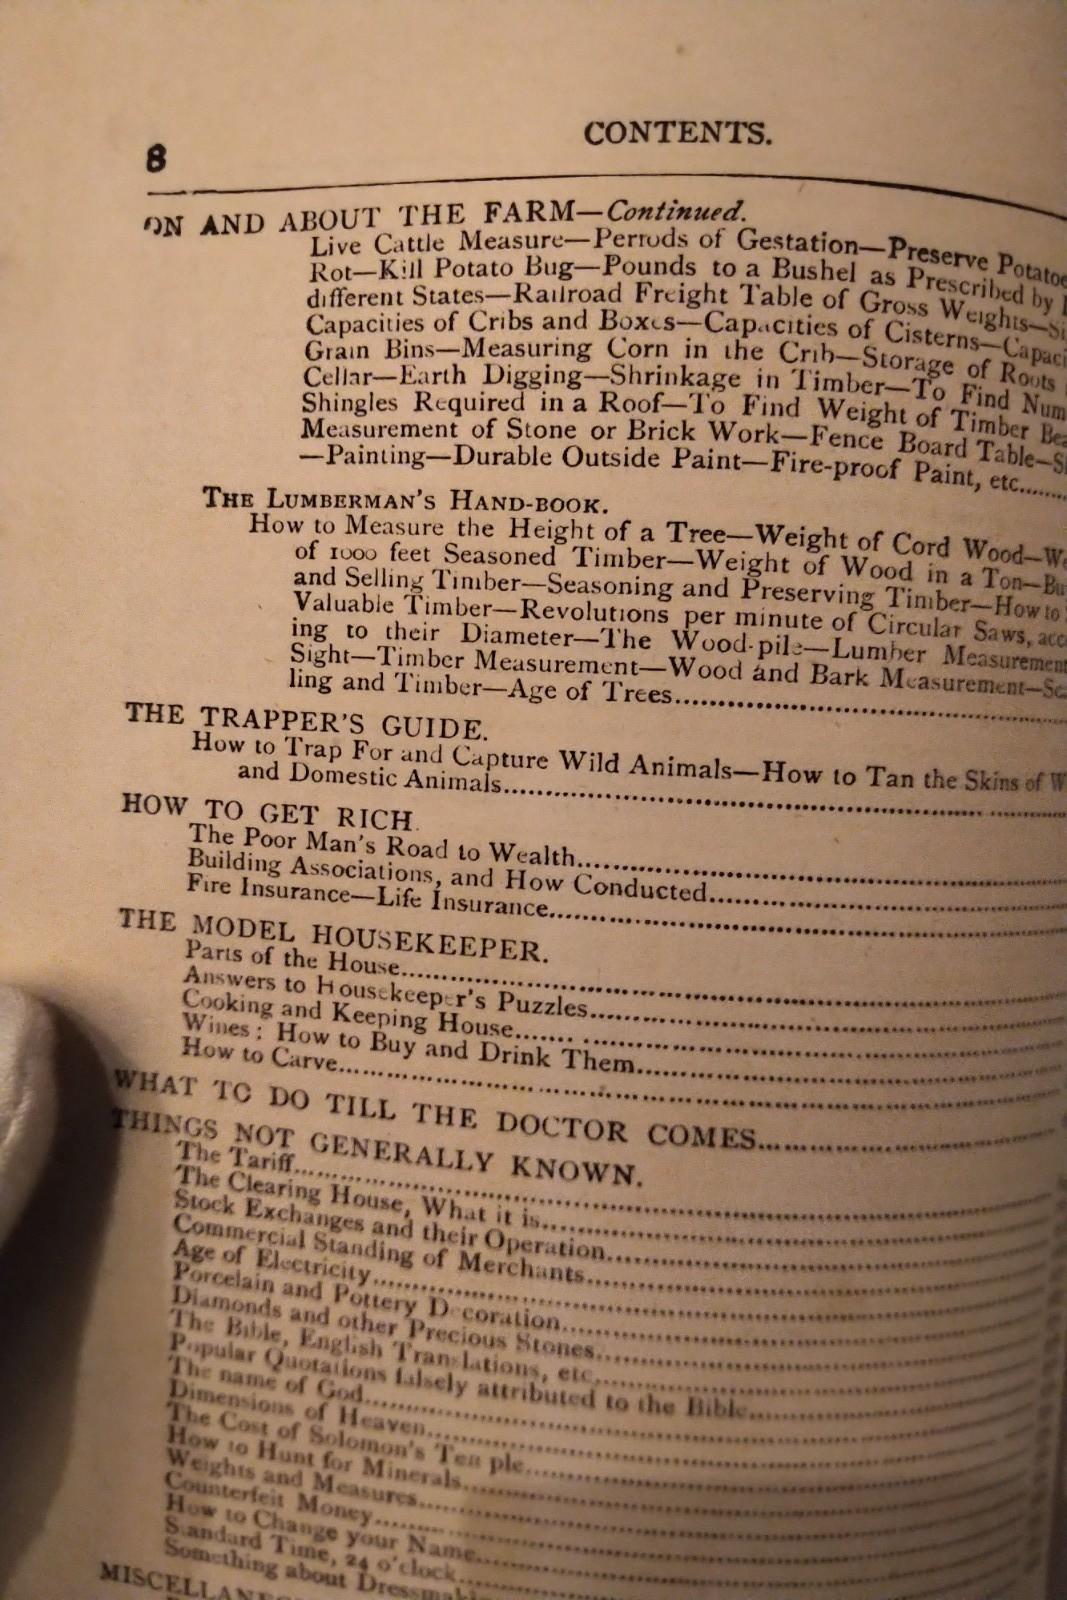 8
CONTENTS.
ON AND ABOUT THE FARM—Continued.
Live Cattle Measure—Periods of Gestation—Preserve Potatoe
Rot—Kill Potato Bug—Pounds to a Bushel as Prescribed by
different States—Railroad Freight Table of Gross Weights—Si
Capacities of Cribs and Boxes—Capacities of Cisterns—Capaci
Grain Bins—Measuring Corn in the Crib—Storage of Roots
Cellar—Earth Digging—Shrinkage in Timber—To Find Num
Shingles Required in a Roof—To Find Weight of Timber Be
Measurement of Stone or Brick Work—Fence Board Table—S
—Painting—Durable Outside Paint—Fire-proof Paint, etc........
THE LUMBERMAN'S HAND-BOOK.
How to Measure the Height of a Tree—Weight of Cord Wood—W
of 1000 feet Seasoned Timber—Weight of Wood in a Ton—Bu
and Selling Timber—Seasoning and Preserving Timber—How to
Valuable Timber—Revolutions per minute of Circular Saws, acc
ing to their Diameter—The Wood-pile—Lumber Measurement
Sight—Timber Measurement—Wood and Bark Measurement—Sc
ling and Timber—Age of Trees........
THE TRAPPER'S GUIDE.
How to Trap For and Capture Wild Animals—How to Tan the Skins of W
and Domestic Animals........
HOW TO GET RICH.
The Poor Man's Road to Wealth........
Building Associations, and How Conducted........
Fire Insurance—Life Insurance........
THE MODEL HOUSEKEEPER.
Parts of the House........
Answers to Housekeeper's Puzzles........
Cooking and Keeping House........
Wines: How to Buy and Drink Them........
How to Carve........
WHAT TO DO TILL THE DOCTOR COMES........
THINGS NOT GENERALLY KNOWN.
The Tariff........
The Clearing House, What it is........
Stock Exchanges and their Operation........
Commercial Standing of Merchants........
Age of Electricity........
Porcelain and Pottery Decoration........
Diamonds and other Precious Stones........
The Bible, English Translations, etc........
Popular Quotations falsely attributed to the Bible........
The name of God........
Dimensions of Heaven........
The Cost of Solomon's Temple........
How to Hunt for Minerals........
Weights and Measures........
Counterfeit Money........
How to Change your Name........
Standard Time, 24 o'clock........
Something about Dressmaki
MISCELLANE